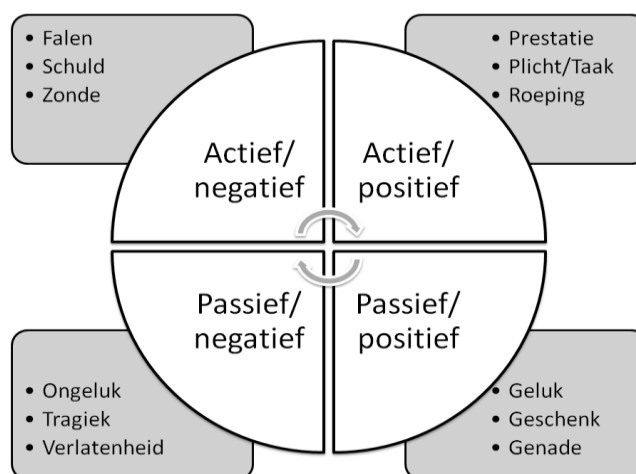 • Falen
• Schuld
• Zonde
• Prestatie
• Plicht/Taak
• Roeping
Actief/
negatief
Actief/
positief
Passief/
negatief
Passief/
positief
• Ongeluk
• Tragiek
• Verlatenheid
• Geluk
• Geschenk
• Genade